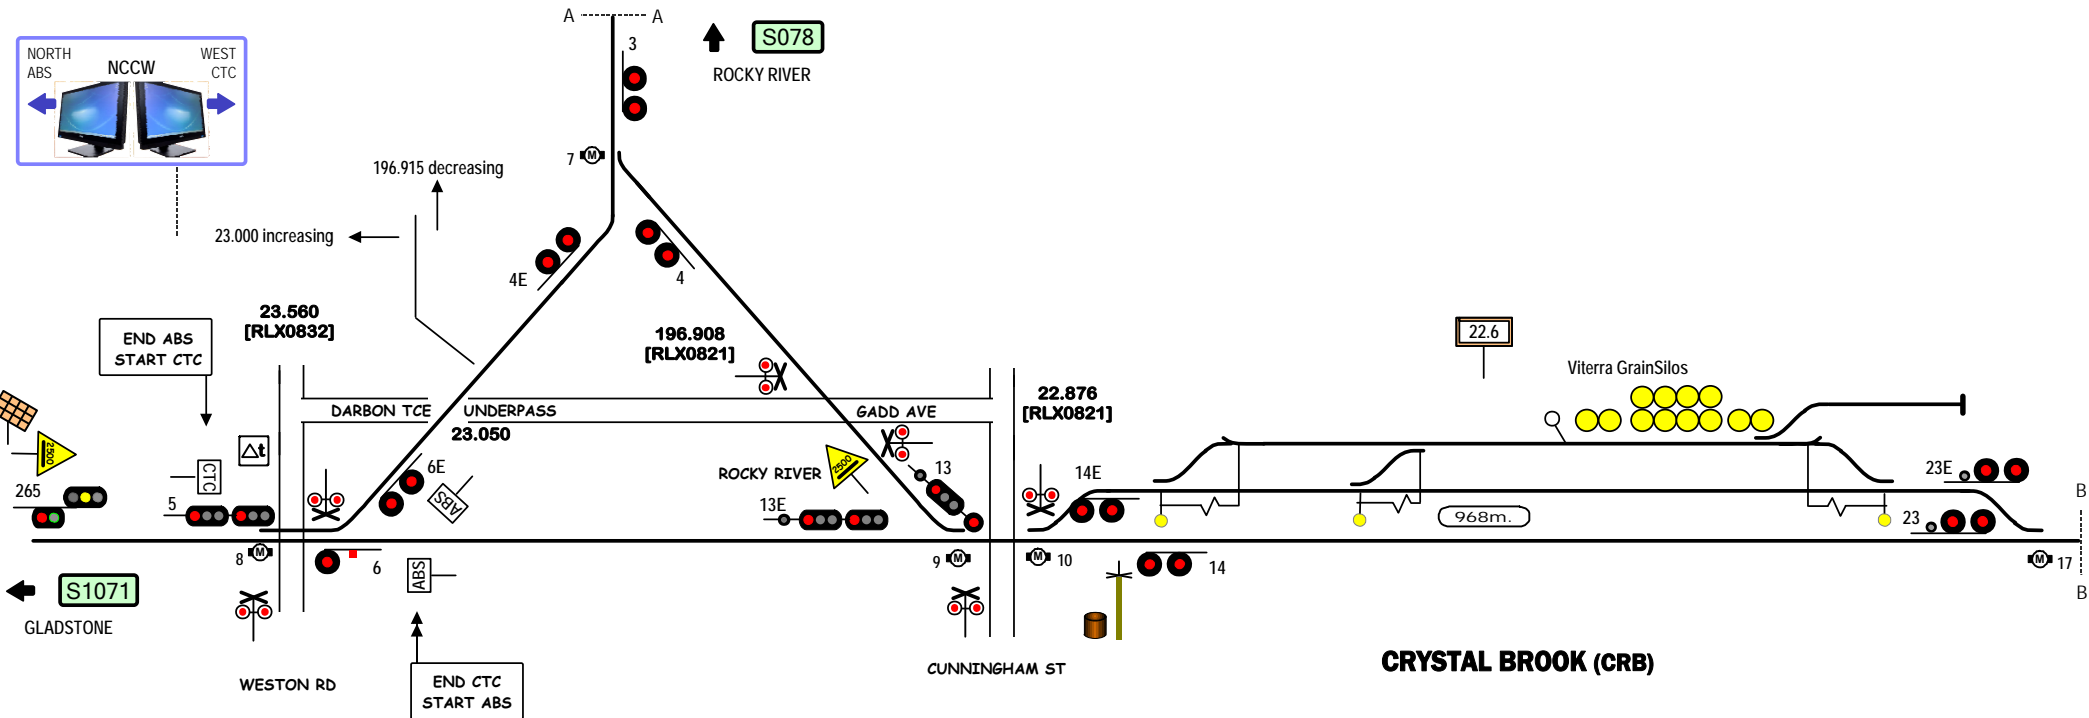 A A
3
S078
ROCKY RIVER
NORTH
ABS
NCCW
WEST
CTC
7 M
196.915 decreasing
23.000 increasing
4E
4
23.560
[RLX0832]
END ABS
START CTC
196.908
[RLX0821]
22.6
Viterra GrainSilos
22.876
[RLX0821]
DARBON TCE UNDERPASS
GADD AVE
23.050
2500
Δt
CTC
265
5
6E
ABS
ROCKY RIVER
2500
13
13E
14E
23E
968m.
23
B
8 M
6
ABS
9 M
M 10
14
M 17
B
S1071
GLADSTONE
WESTON RD
END CTC
START ABS
CUNNINGHAM ST
CRYSTAL BROOK (CRB)